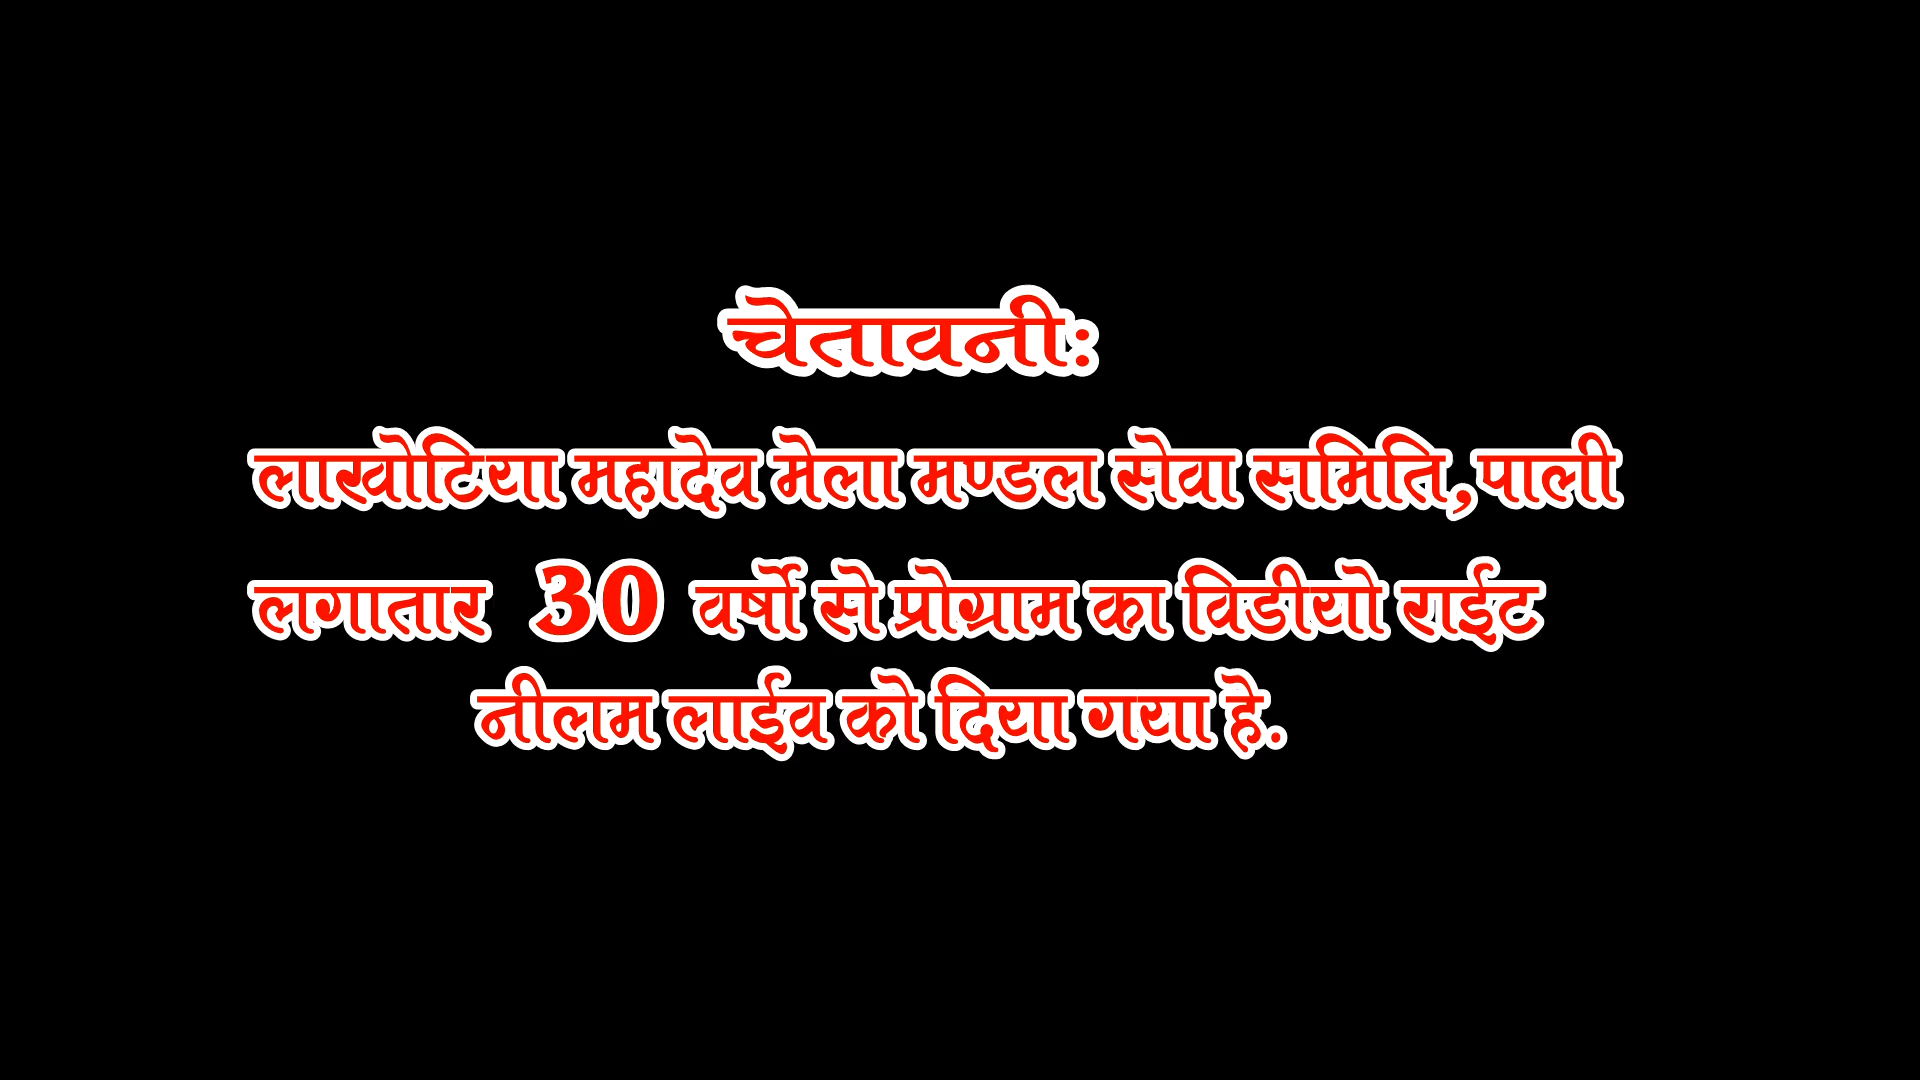 चेतावनीः
लाखोटिया महादेव मेला मण्डल सेवा समिति,पाली
लगातार 30 वर्षो से प्रोग्राम का विडीयो राईट
नीलम लाईव को दिया गया हे.